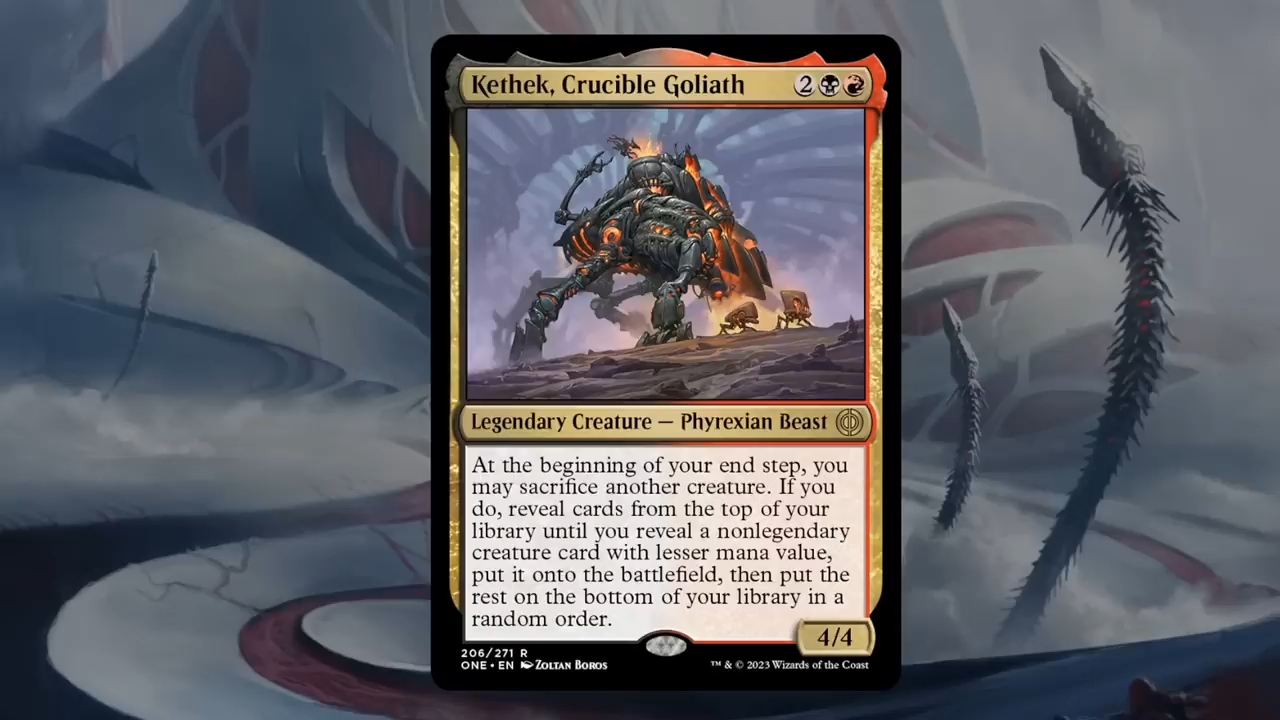 Kethek, Crucible Goliath 2
Legendary Creature — Phyrexian Beast
At the beginning of your end step, you
may sacrifice another creature. If you
do, reveal cards from the top of your
library until you reveal a nonlegendary
creature card with lesser mana value,
put it onto the battlefield, then put the
rest on the bottom of your library in a
random order.
4/4
206/271 R
ONE • EN Zoltan Boros
™ & © 2023 Wizards of the Coast